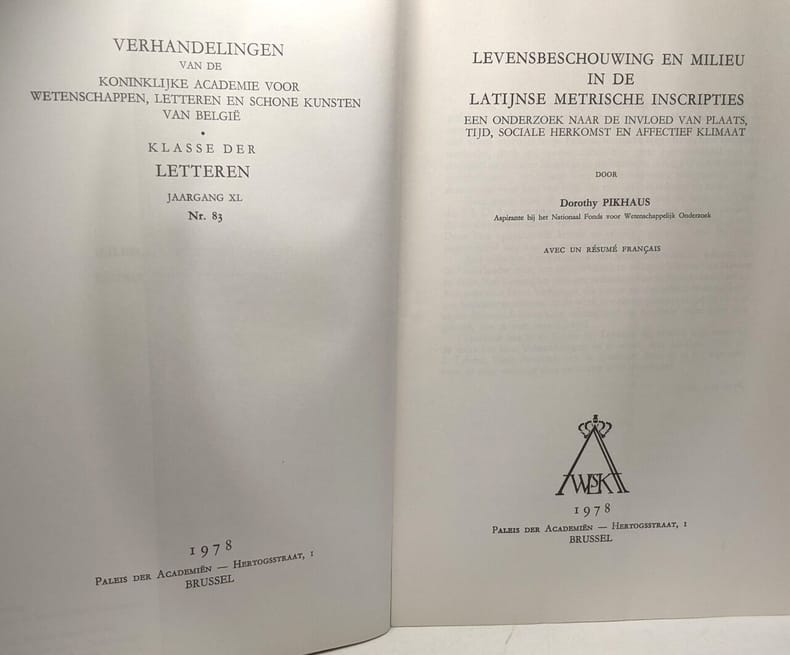 VERHANDELINGEN
VAN DE
KONINKLIJKE ACADEMIE VOOR
WETENSCHAPPEN, LETTEREN EN SCHONE KUNSTEN
VAN BELGIË
•
KLASSE DER
LETTEREN
JAARGANG XL
Nr. 83
1978
PALEIS DER ACADEMIËN — HERTOGSSTRAAT, 1
BRUSSEL
LEVENSBESCHOUWING EN MILIEU
IN DE
LATIJNSE METRISCHE INSCRIPTIES
EEN ONDERZOEK NAAR DE INVLOED VAN PLAATS,
TIJD, SOCIALE HERKOMST EN AFFECTIEF KLIMAAT
DOOR
Dorothy PIKHAUS
Aspirante bij het Nationaal Fonds voor Wetenschappelijk Onderzoek
AVEC UN RÉSUMÉ FRANÇAIS
1978
PALEIS DER ACADEMIËN — HERTOGSSTRAAT, 1
BRUSSEL